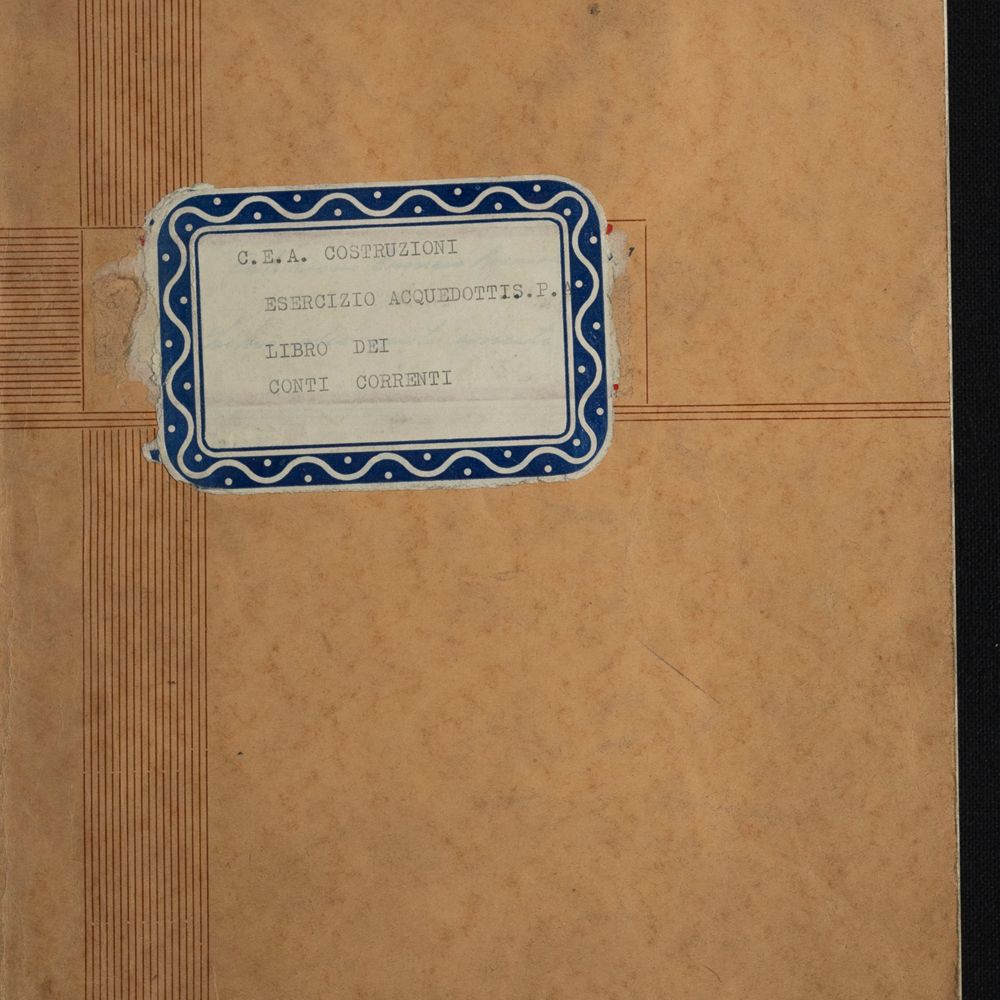 C.E.A. COSTRUZIONI
ESERCIZIO ACQUEDOTTIS.P.A
LIBRO DEI
CONTI CORRENTI